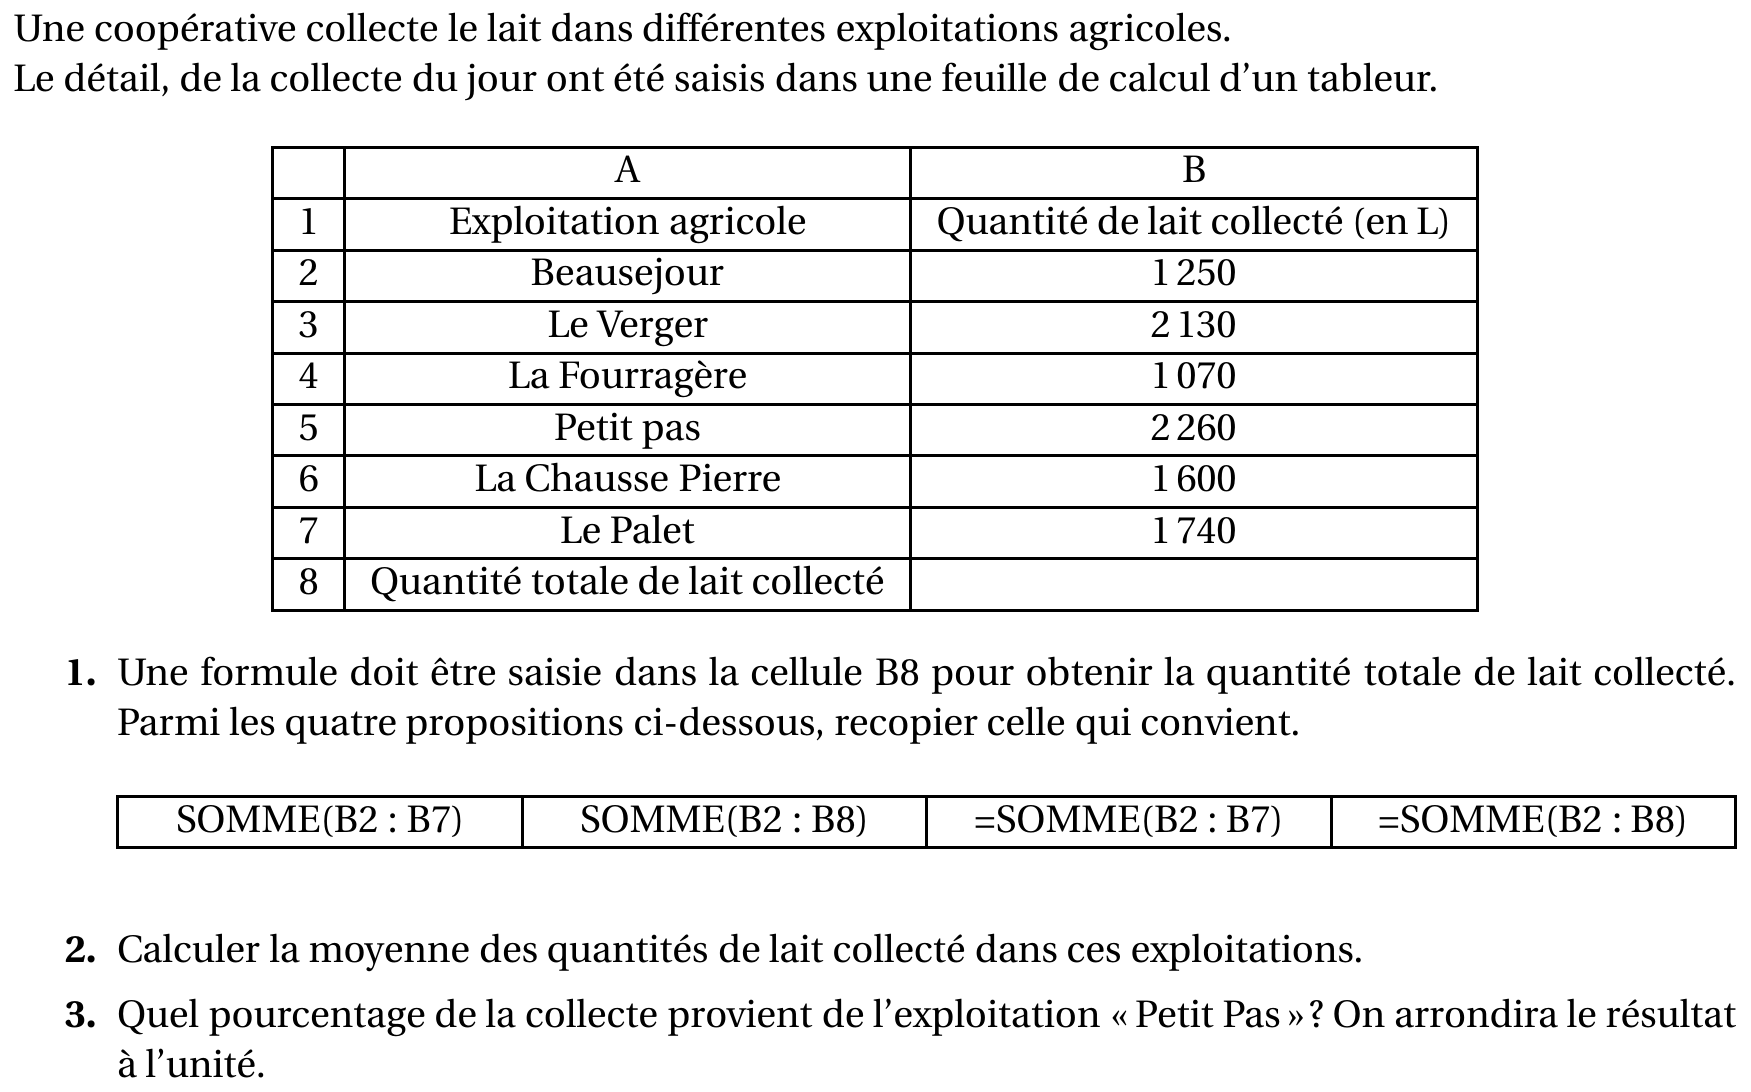 Une coopérative collecte le lait dans différentes exploitations agricoles.
Le détail, de la collecte du jour ont été saisis dans une feuille de calcul d’un tableur.
A B
1 Exploitation agricole Quantité de lait collecté (en L)
2 Beausejour 1 250
3 Le Verger 2 130
4 La Fourragère 1 070
5 Petit pas 2 260
6 La Chausse Pierre 1 600
7 Le Palet 1 740
8 Quantité totale de lait collecté
1. Une formule doit être saisie dans la cellule B8 pour obtenir la quantité totale de lait collecté.
Parmi les quatre propositions ci-dessous, recopier celle qui convient.
SOMME(B2 : B7) SOMME(B2 : B8) =SOMME(B2 : B7) =SOMME(B2 : B8)
2. Calculer la moyenne des quantités de lait collecté dans ces exploitations.
3. Quel pourcentage de la collecte provient de l’exploitation « Petit Pas » ? On arrondira le résultat
à l’unité.